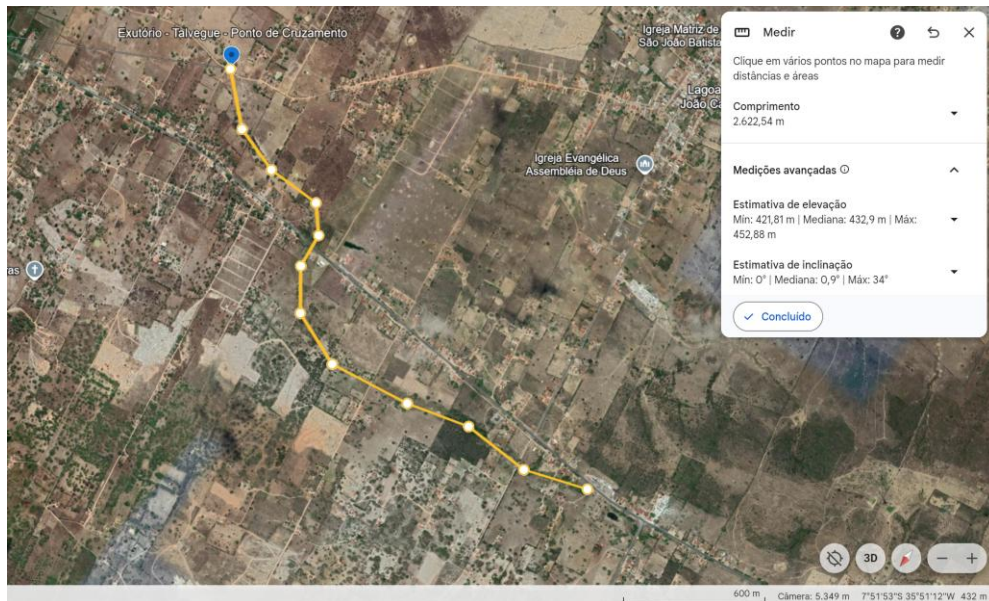 Exutório - Talvegue - Ponto de Cruzamento
Igreja Matriz de
São João Batista
Lagoa
João Ca
Igreja Evangélica
Assembléia de Deus
ras
Medir
Clique em vários pontos no mapa para medir
distâncias e áreas
Comprimento
2.622,54 m
Medições avançadas
Estimativa de elevação
Mín: 421,81 m | Mediana: 432,9 m | Máx:
452,88 m
Estimativa de inclinação
Mín: 0° | Mediana: 0,9° | Máx: 34°
Concluído
3D
600 m
Câmera: 5.349 m 7°51'53"S 35°51'12"W 432 m